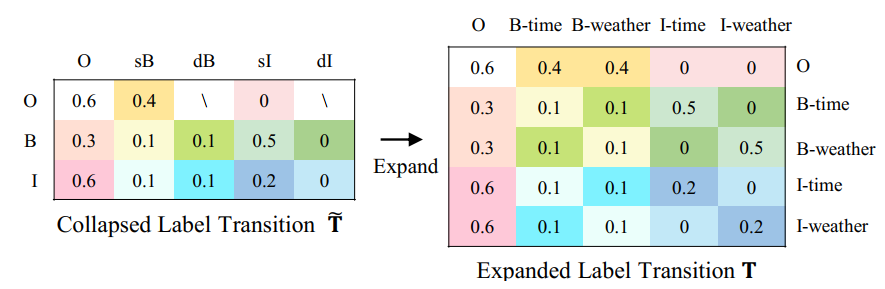 O B-time B-weather I-time I-weather
O sB dB sI dI
0.6 0.4 0.4 0 0 O
O 0.6 0.4 \ 0 \
0.3 0.1 0.1 0.5 0 B-time
B 0.3 0.1 0.1 0.5 0
Expand
0.3 0.1 0.1 0 0.5 B-weather
I 0.6 0.1 0.1 0.2 0
0.6 0.1 0.1 0.2 0 I-time
Collapsed Label Transition T̃
0.6 0.1 0.1 0 0.2 I-weather
Expanded Label Transition T